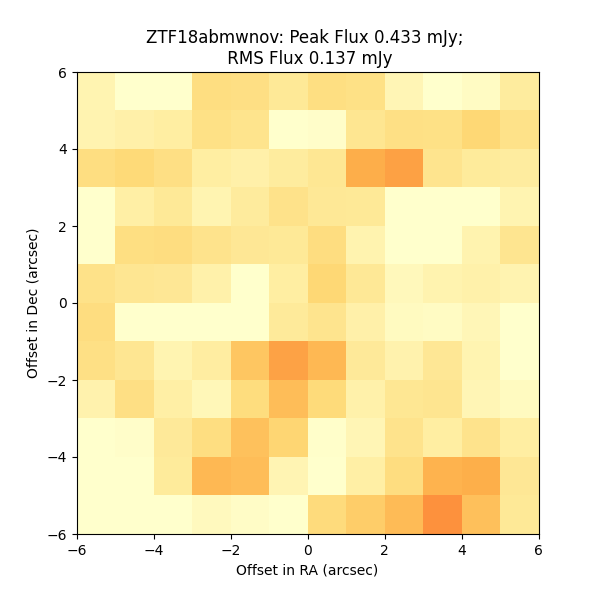 ZTF18abmwnov: Peak Flux 0.433 mJy;
RMS Flux 0.137 mJy
6
4
2
0
−2
−4
−6
Offset in Dec (arcsec)
−6 −4 −2 0 2 4 6
Offset in RA (arcsec)